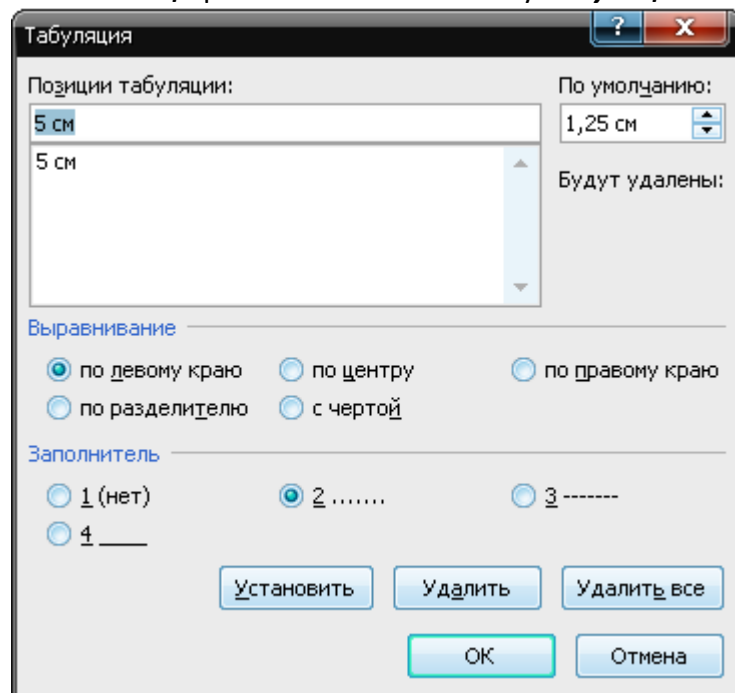 Табуляция
Позиции табуляции:
По умолчанию:
5 см
1,25 см
5 см
Будут удалены:
Выравнивание
по левому краю
по центру
по правому краю
по разделителю
с чертой
Заполнитель
1 (нет)
2 .......
3 -------
4 ____
Установить
Удалить
Удалить все
ОК
Отмена